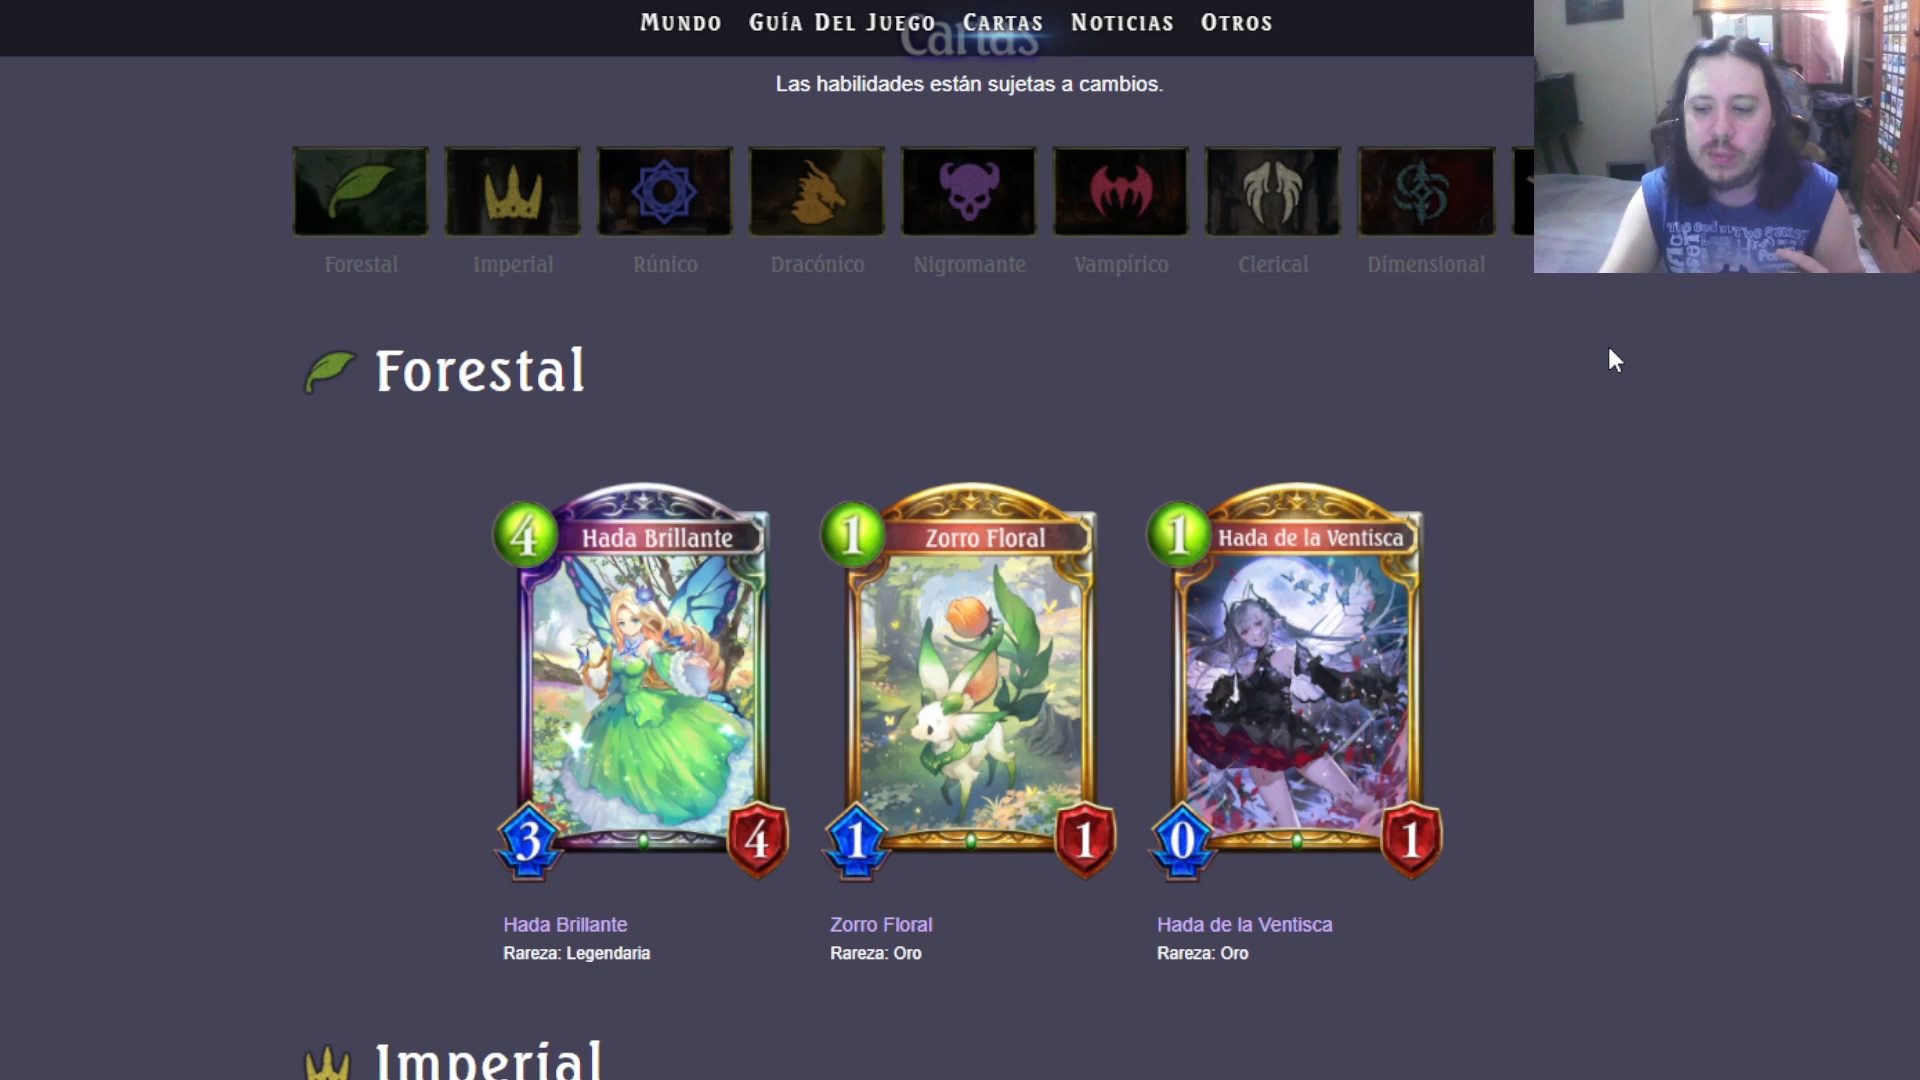 Mundo Guía Del Juego Cartas Noticias Otros
Cartas
Las habilidades están sujetas a cambios.
Forestal Imperial Rúnico Dracónico Nigromante Vampírico Clerical Dimensional
Forestal
4 Hada Brillante
1 Zorro Floral
1 Hada de la Ventisca
3 4
1 1
0 1
Hada Brillante
Rareza: Legendaria
Zorro Floral
Rareza: Oro
Hada de la Ventisca
Rareza: Oro
Imperial